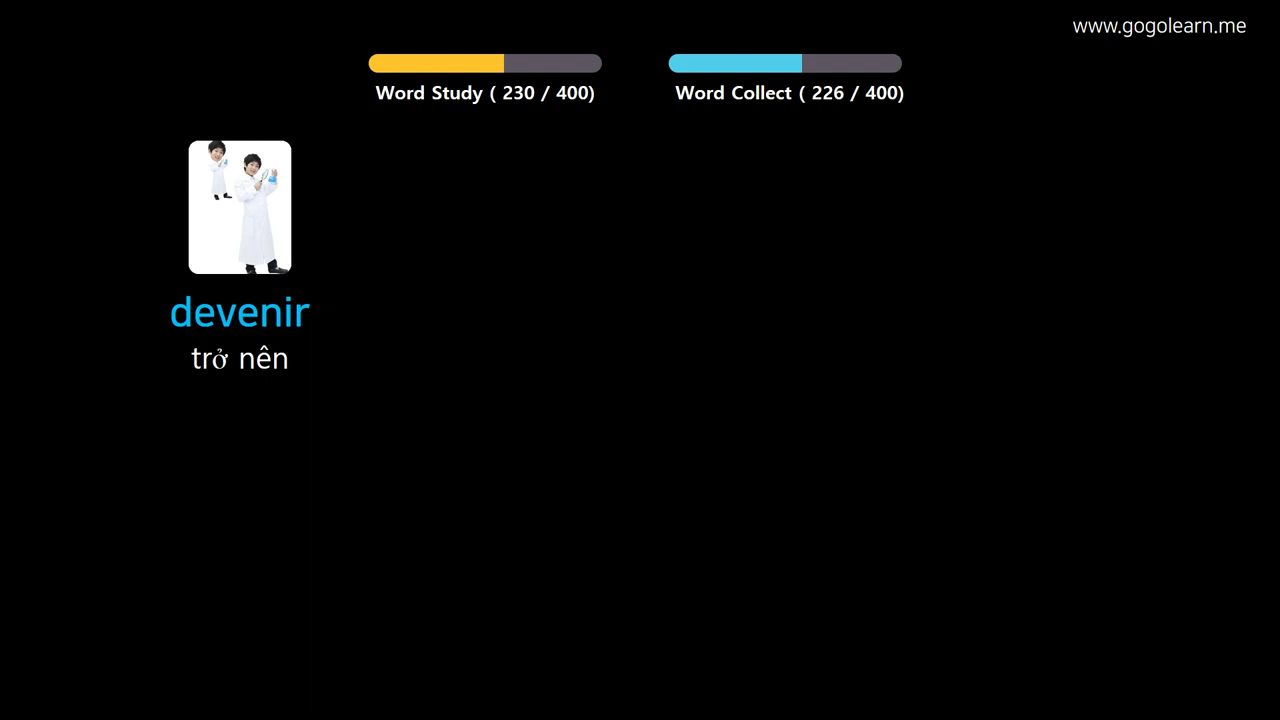 www.gogolearn.me
Word Study ( 230 / 400)
Word Collect ( 226 / 400)
devenir
trở nên